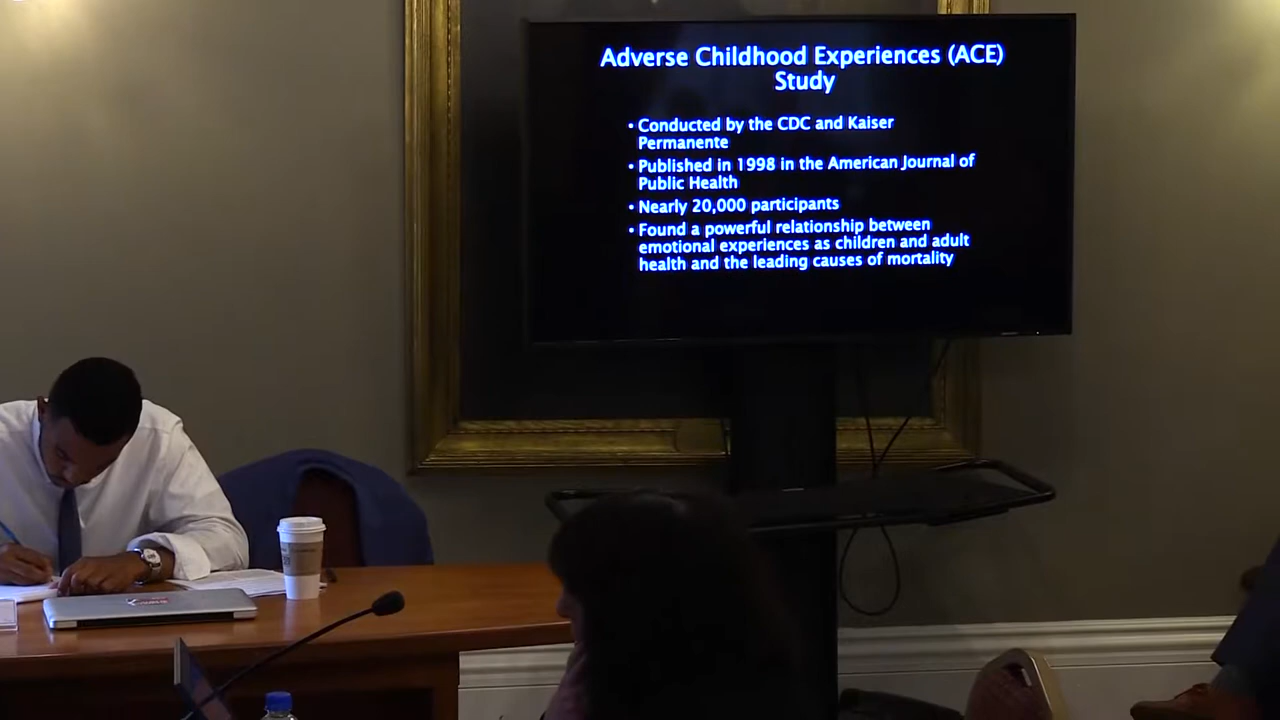 Adverse Childhood Experiences (ACE)
Study
• Conducted by the CDC and Kaiser
Permanente
• Published in 1998 in the American Journal of
Public Health
• Nearly 20,000 participants
• Found a powerful relationship between
emotional experiences as children and adult
health and the leading causes of mortality